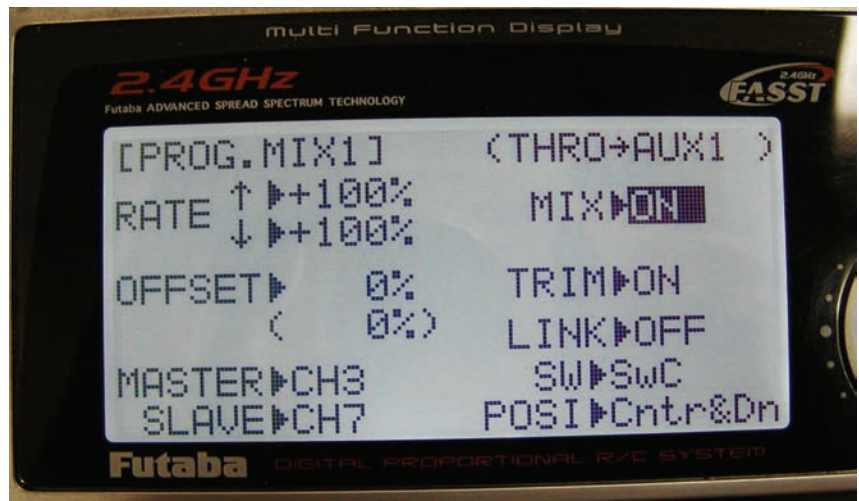 Multi Function Display
2.4GHz
Futaba ADVANCED SPREAD SPECTRUM TECHNOLOGY
2.4GHz
FASST
[PROG.MIX1] (THRO→AUX1 )
RATE ↑▶+100% MIX▶ON
↓▶+100%
OFFSET▶ 0% TRIM▶ON
( 0%) LINK▶OFF
MASTER▶CH3 SW▶SwC
SLAVE▶CH7 POSI▶Cntr&Dn
Futaba DIGITAL PROPORTIONAL R/C SYSTEM